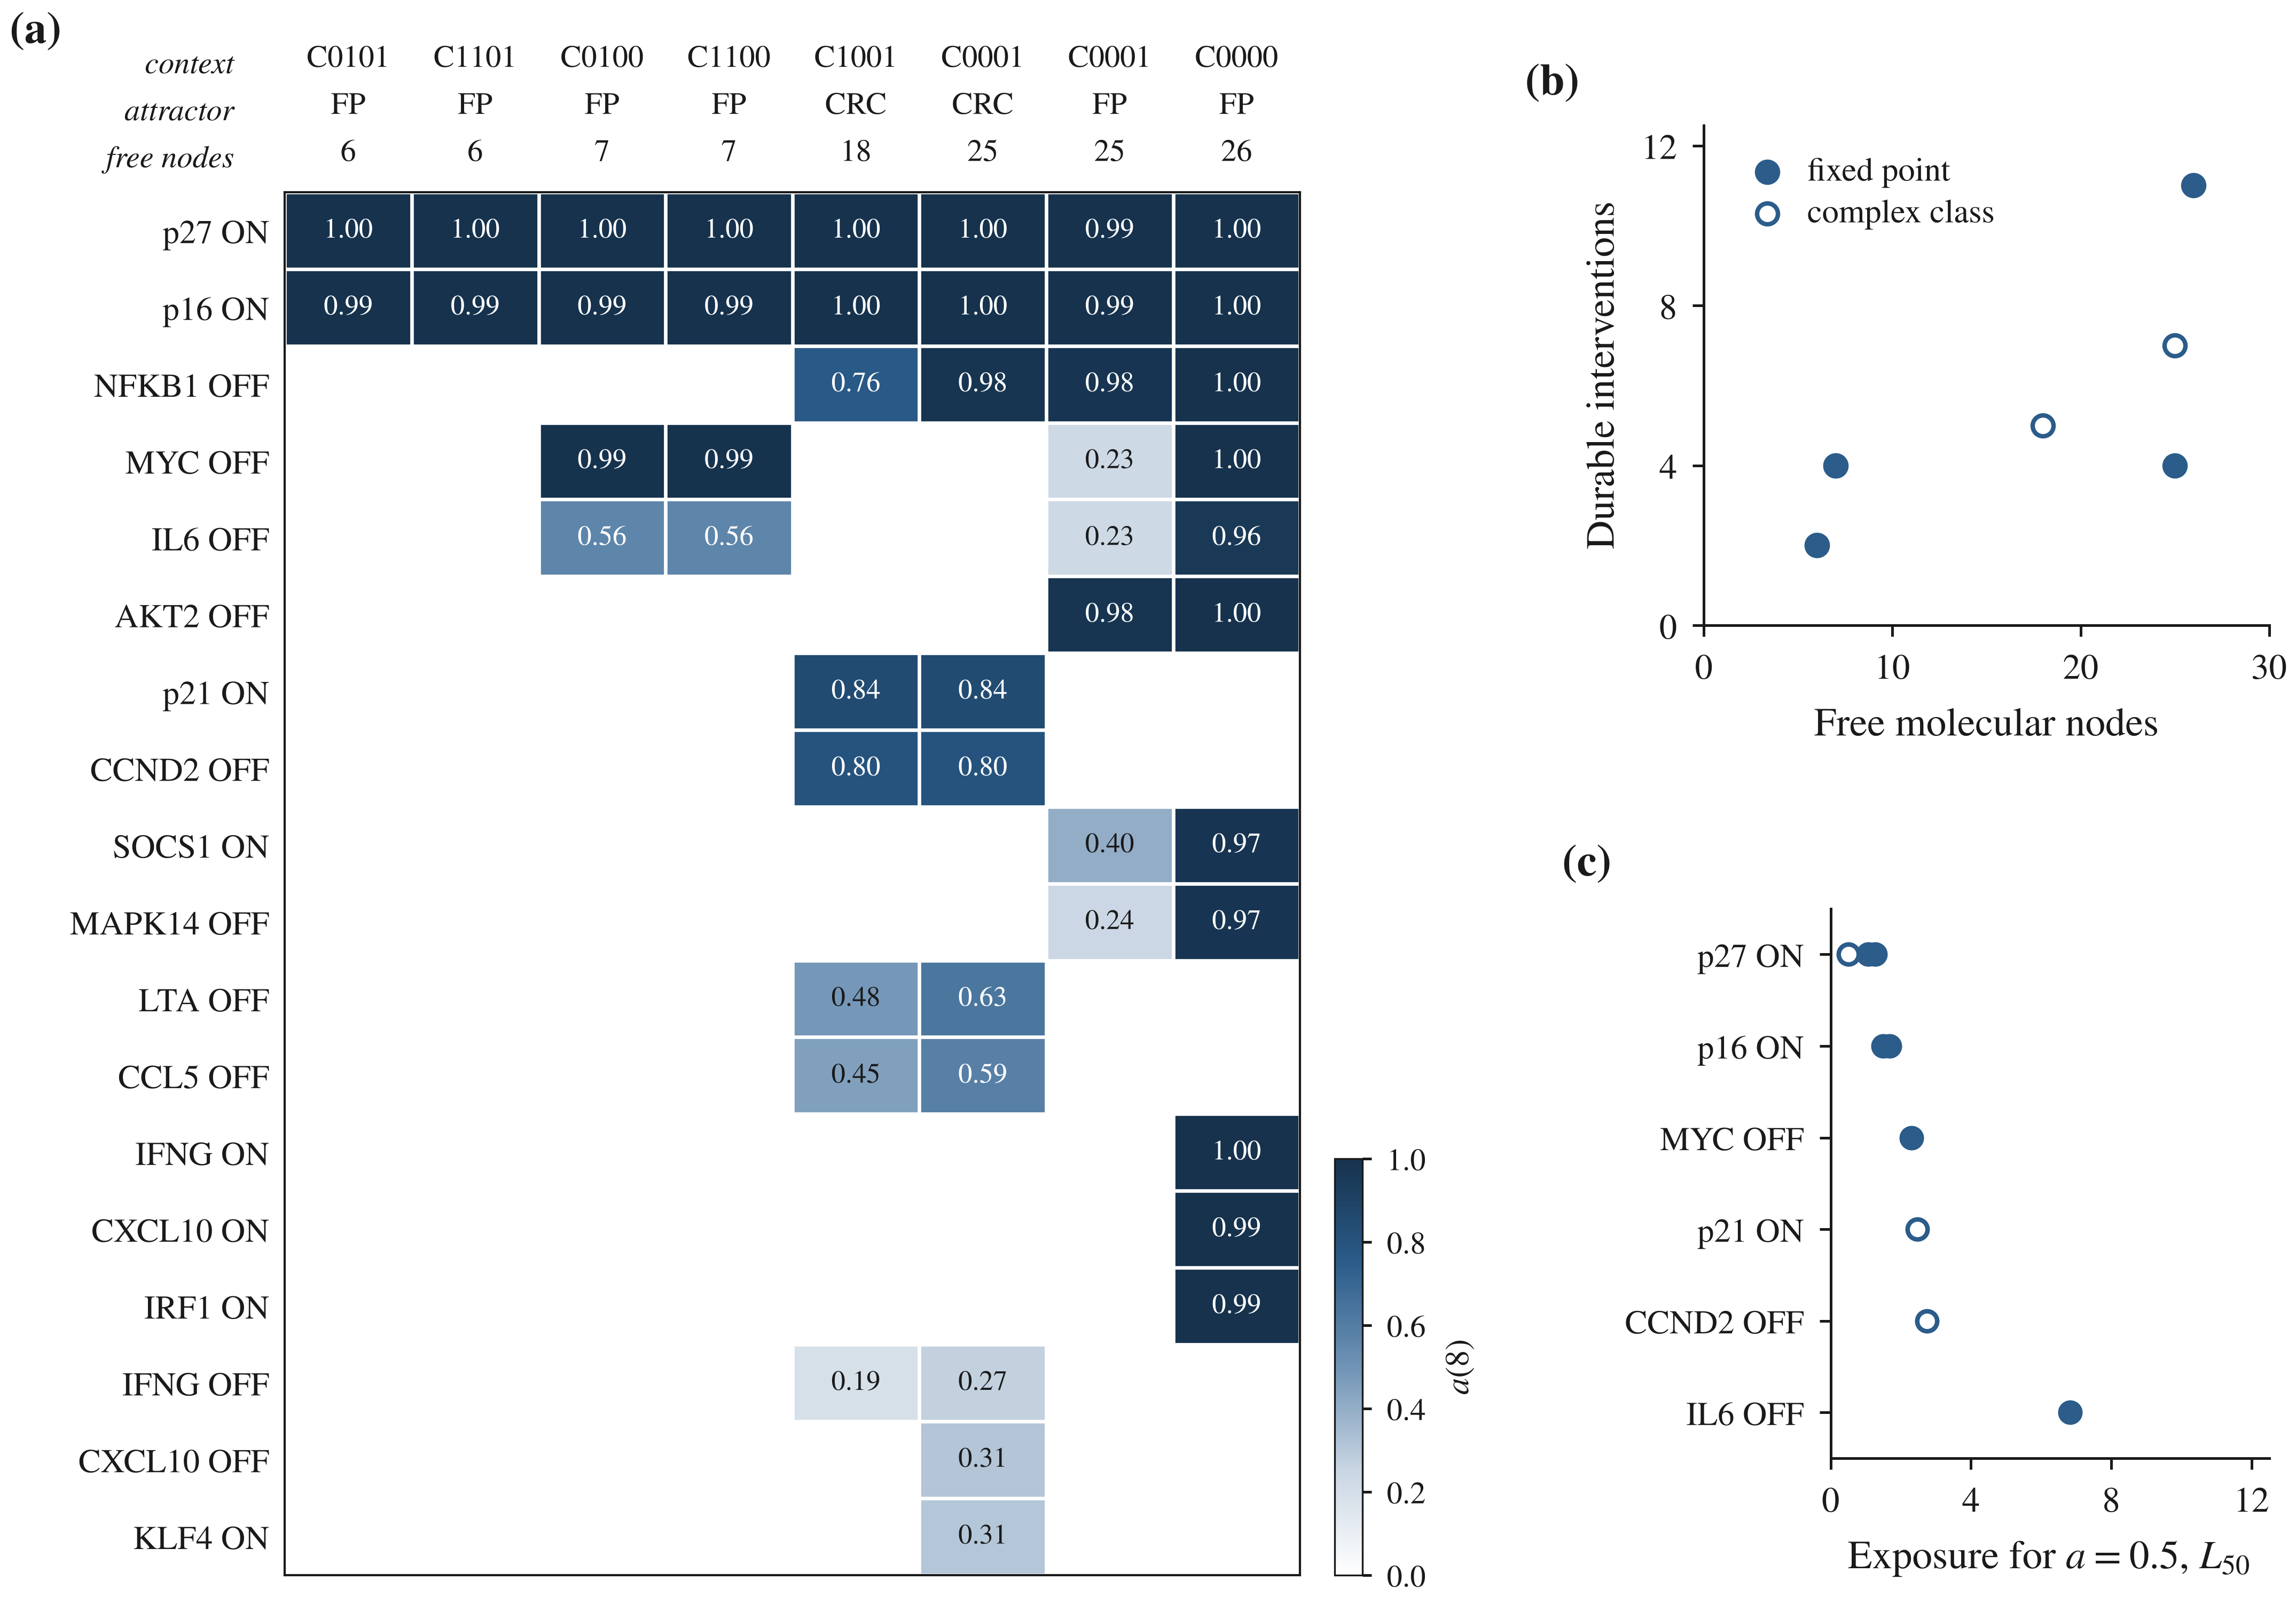 (a)
context C0101 C1101 C0100 C1100 C1001 C0001 C0001 C0000
attractor FP FP FP FP CRC CRC FP FP
free nodes 6 6 7 7 18 25 25 26
p27 ON 1.00 1.00 1.00 1.00 1.00 1.00 0.99 1.00
p16 ON 0.99 0.99 0.99 0.99 1.00 1.00 0.99 1.00
NFKB1 OFF 0.76 0.98 0.98 1.00
MYC OFF 0.99 0.99 0.23 1.00
IL6 OFF 0.56 0.56 0.23 0.96
AKT2 OFF 0.98 1.00
p21 ON 0.84 0.84
CCND2 OFF 0.80 0.80
SOCS1 ON 0.40 0.97
MAPK14 OFF 0.24 0.97
LTA OFF 0.48 0.63
CCL5 OFF 0.45 0.59
IFNG ON 1.00
CXCL10 ON 0.99
IRF1 ON 0.99
IFNG OFF 0.19 0.27
CXCL10 OFF 0.31
KLF4 ON 0.31
1.0
0.8
0.6
0.4
0.2
0.0
a(8)
(b)
12
8
4
0
Durable interventions
fixed point
complex class
0 10 20 30
Free molecular nodes
(c)
p27 ON
p16 ON
MYC OFF
p21 ON
CCND2 OFF
IL6 OFF
0 4 8 12
Exposure for a = 0.5, L50